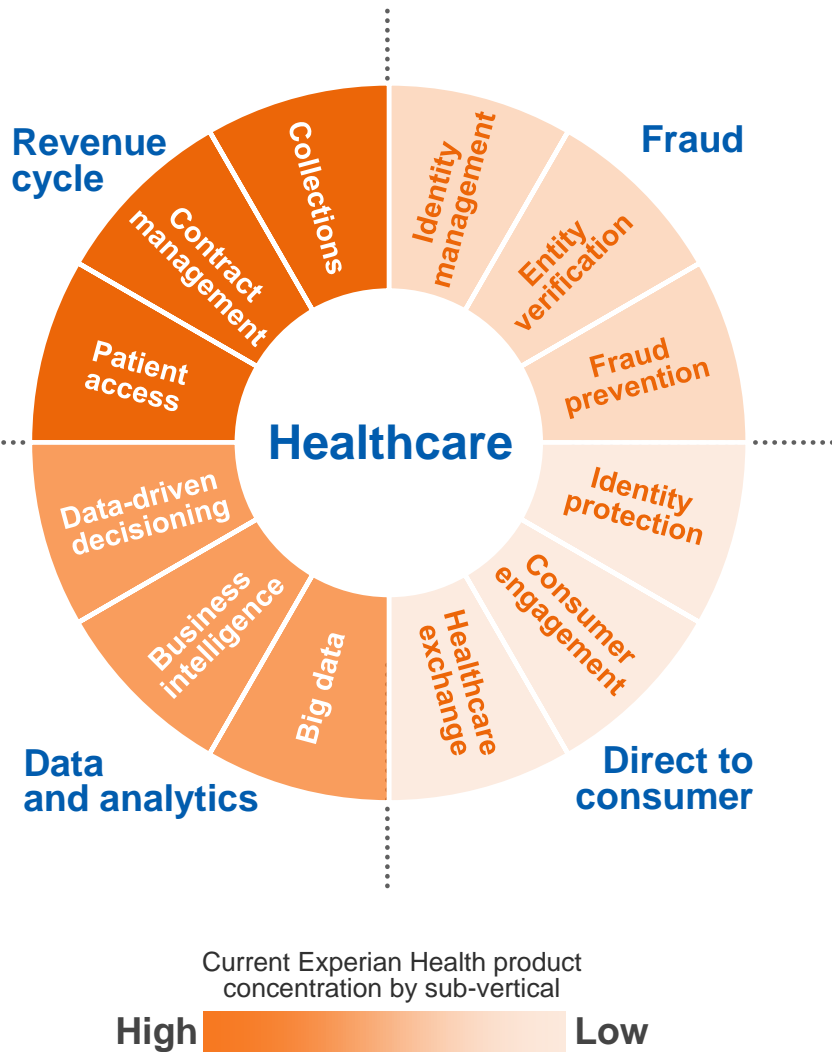 Revenue
cycle
Collections
Contract
management
Patient
access
Fraud
Identity
management
Entity
verification
Fraud
prevention
Healthcare
Data-driven
decisioning
Business
intelligence
Big data
Data
and analytics
Identity
protection
Consumer
engagement
Healthcare
exchange
Direct to
consumer
Current Experian Health product
concentration by sub-vertical
High
Low